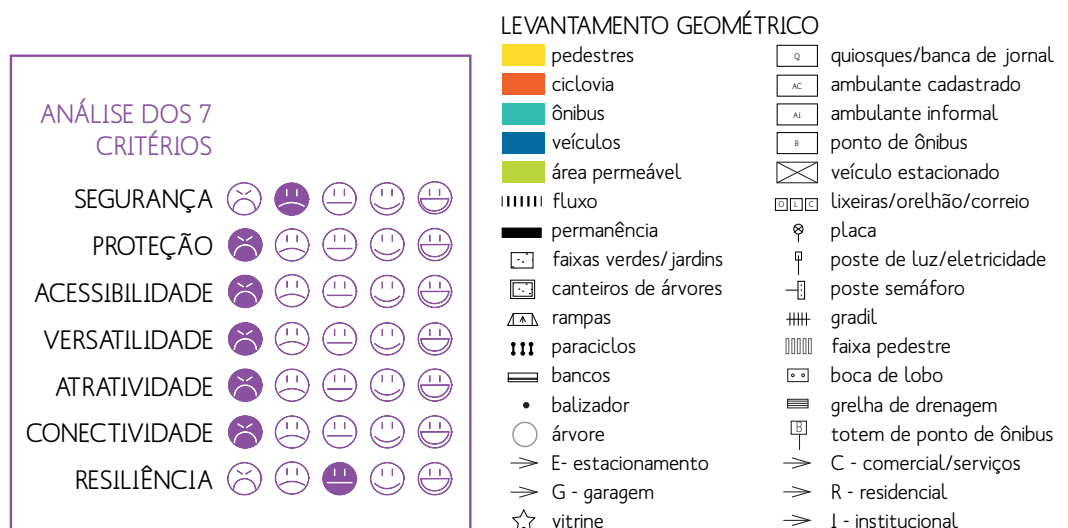 ANÁLISE DOS 7
CRITÉRIOS
SEGURANÇA
PROTEÇÃO
ACESSIBILIDADE
VERSATILIDADE
ATRATIVIDADE
CONECTIVIDADE
RESILIÊNCIA
LEVANTAMENTO GEOMÉTRICO
pedestres
ciclovia
ônibus
veículos
área permeável
fluxo
permanência
faixas verdes/jardins
canteiros de árvores
rampas
paraciclos
bancos
balizador
árvore
E- estacionamento
G - garagem
vitrine
Q quiosques/banca de jornal
AC ambulante cadastrado
AI ambulante informal
B ponto de ônibus
veículo estacionado
O L C lixeiras/orelhão/correio
placa
poste de luz/eletricidade
poste semáforo
gradil
faixa pedestre
boca de lobo
grelha de drenagem
B totem de ponto de ônibus
C - comercial/serviços
R - residencial
I - institucional